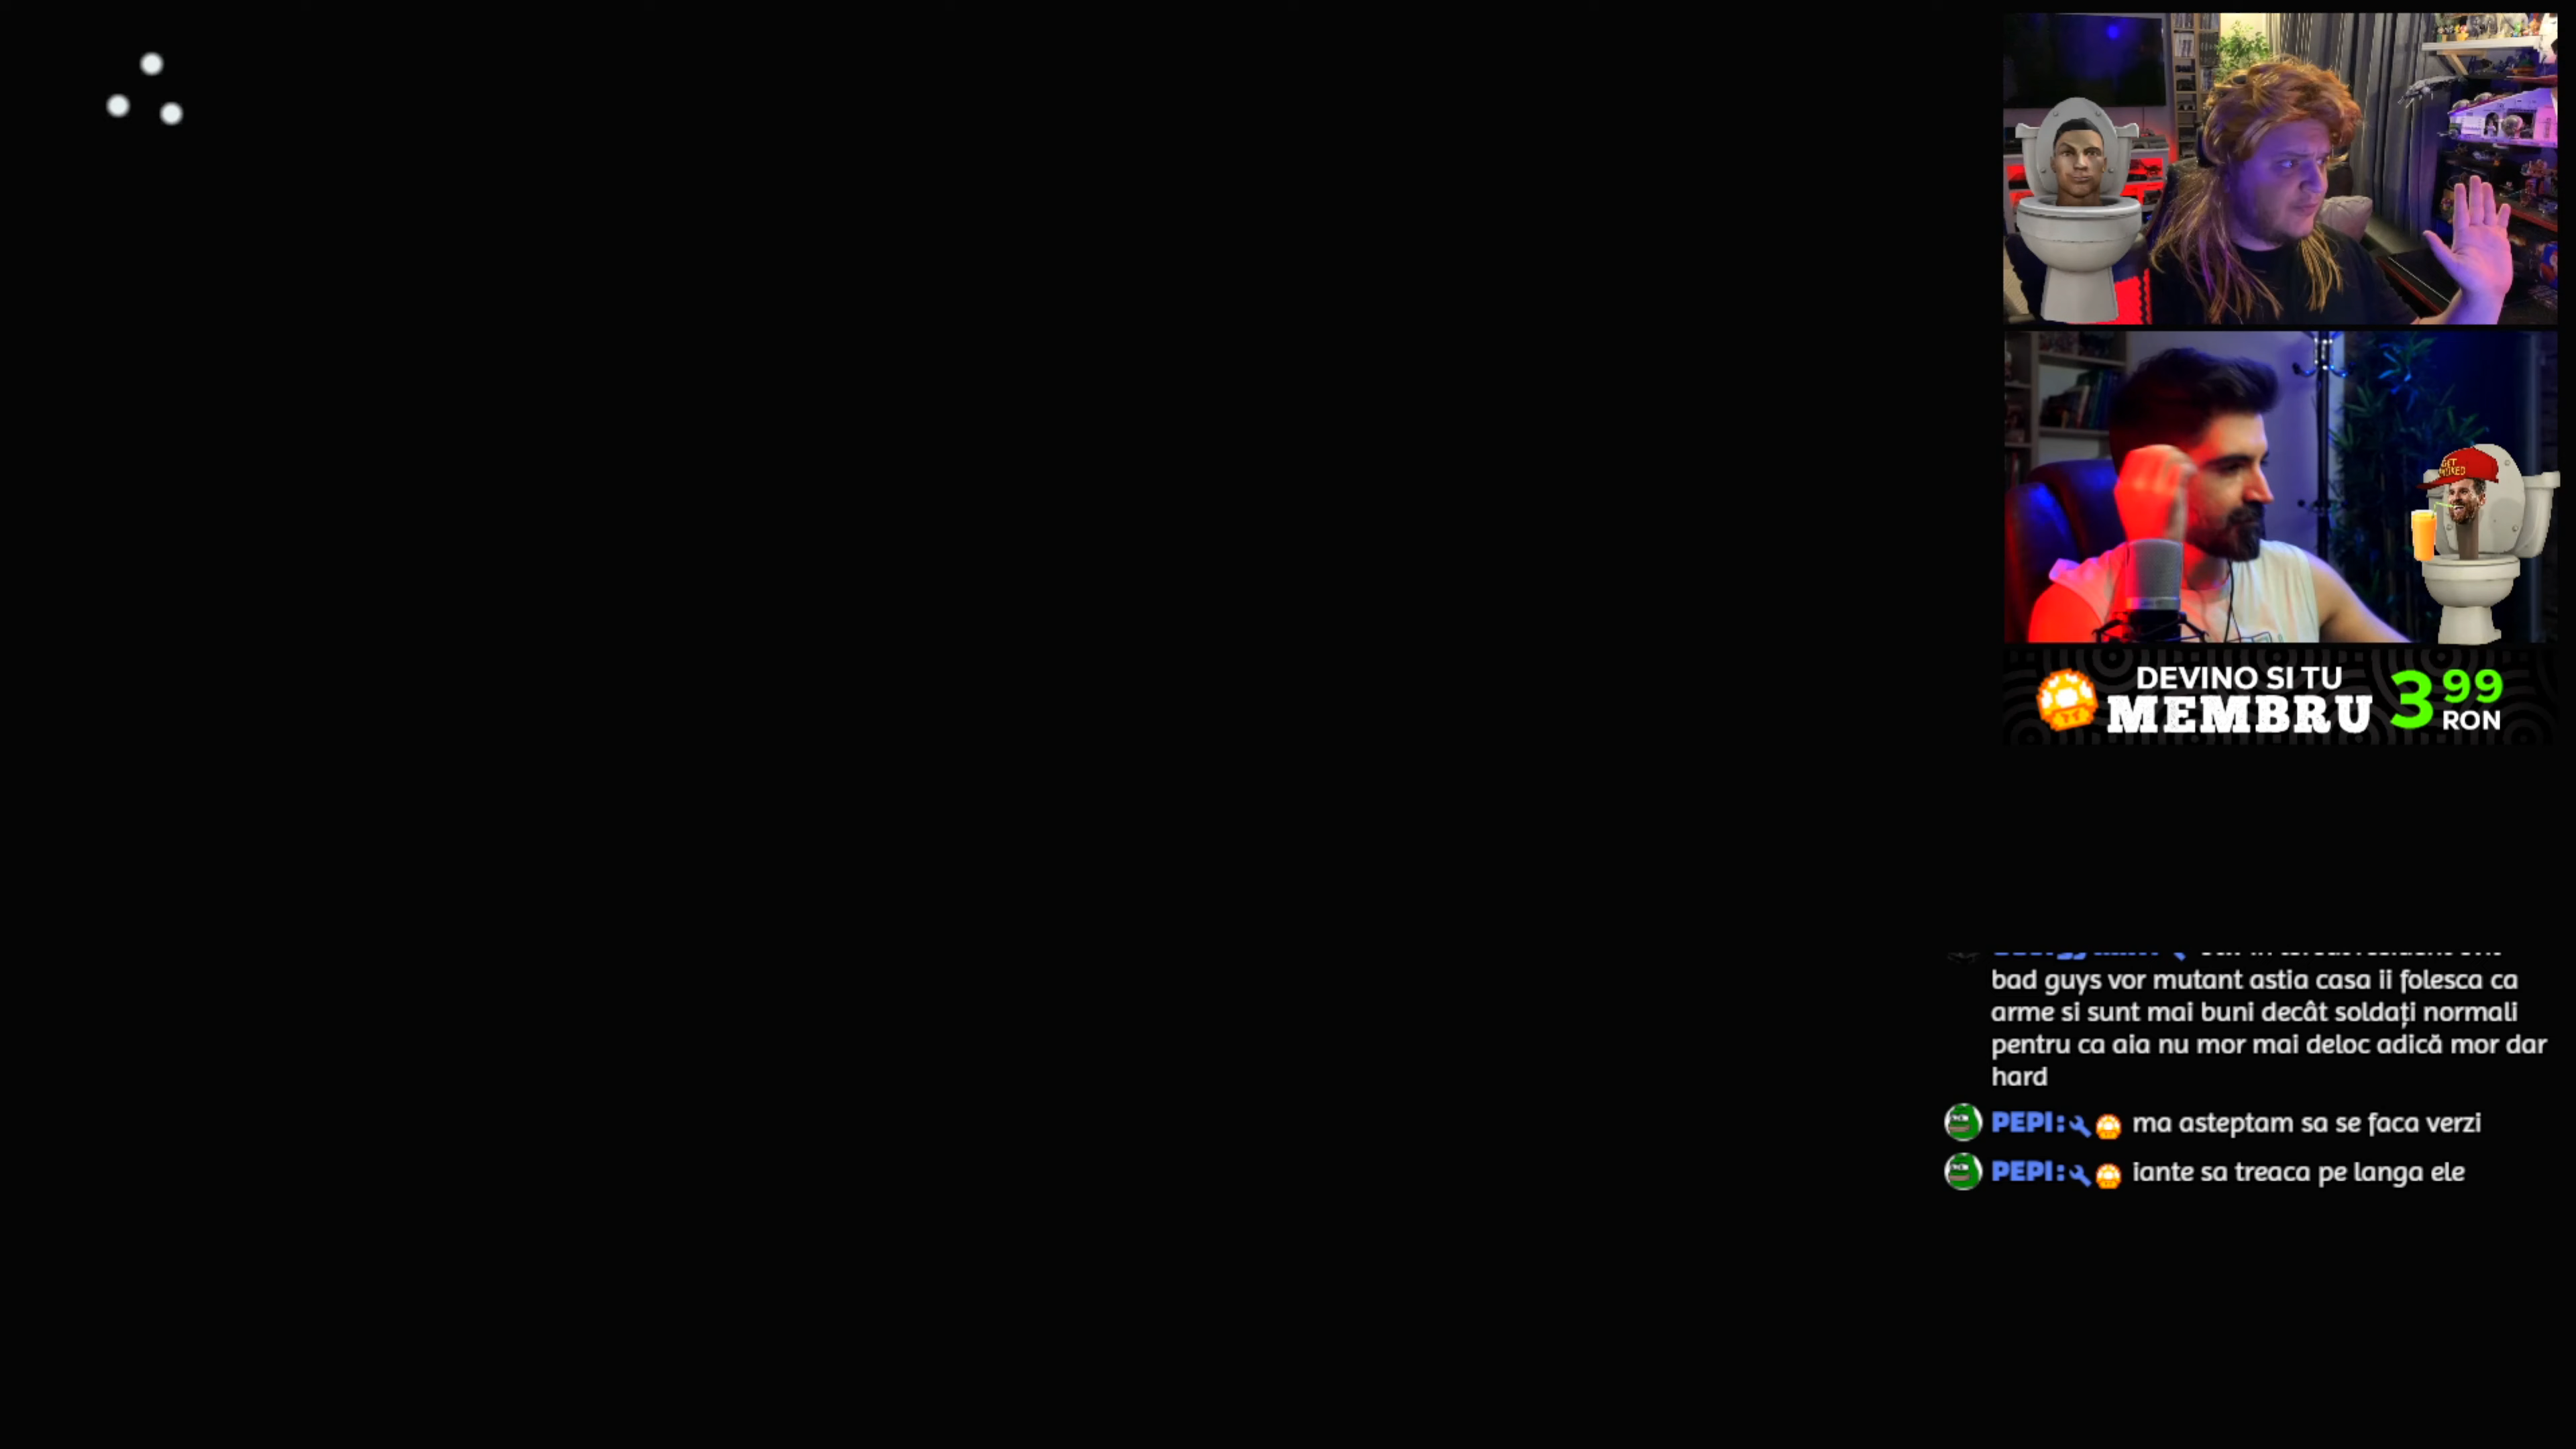 DEVINO SI TU
MEMBRU
3 99
RON
bad guys vor mutant astia casa ii folesca ca
arme si sunt mai buni decât soldați normali
pentru ca aia nu mor mai deloc adică mor dar
hard
PEPI: ma asteptam sa se faca verzi
PEPI: iante sa treaca pe langa ele